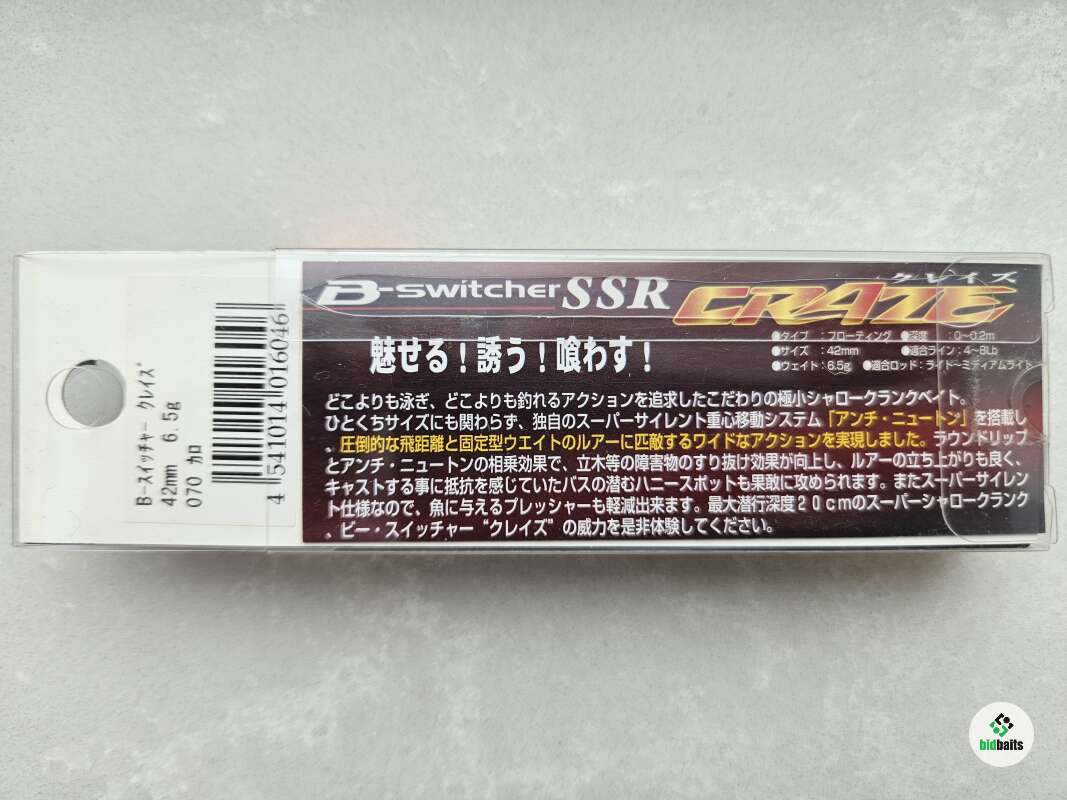 B-スイッチャー クレイズ
42mm 6.5g
070 カロ
4 541014 016046
B-switcher SSR CRAZE
クレイズ
魅せる！誘う！喰わす！
●タイプ ：フローティング ●深度 ：0〜0.2m
●サイズ ：42mm ●適合ライン：4〜8Lb
●ウェイト：6.5g ●適合ロッド：ライト〜ミディアムライト
どこよりも泳ぎ、どこよりも釣れるアクションを追求したこだわりの極小シャロークランクベイト。
ひとくちサイズにも関わらず、独自のスーパーサイレント重心移動システム「アンチ・ニュートン」を搭載し
、圧倒的な飛距離と固定型ウエイトのルアーに匹敵するワイドなアクションを実現しました。ラウンドリップ
とアンチ・ニュートンの相乗効果で、立木等の障害物のすり抜け効果が向上し、ルアーの立ち上がりも良く、
キャストする事に抵抗を感じていたバスの潜むハニースポットも果敢に攻められます。またスーパーサイレン
ト仕様なので、魚に与えるプレッシャーも軽減出来ます。最大潜行深度20cmのスーパーシャロークランク
、ビー・スイッチャー“クレイズ”の威力を是非体験してください。
bidbaits